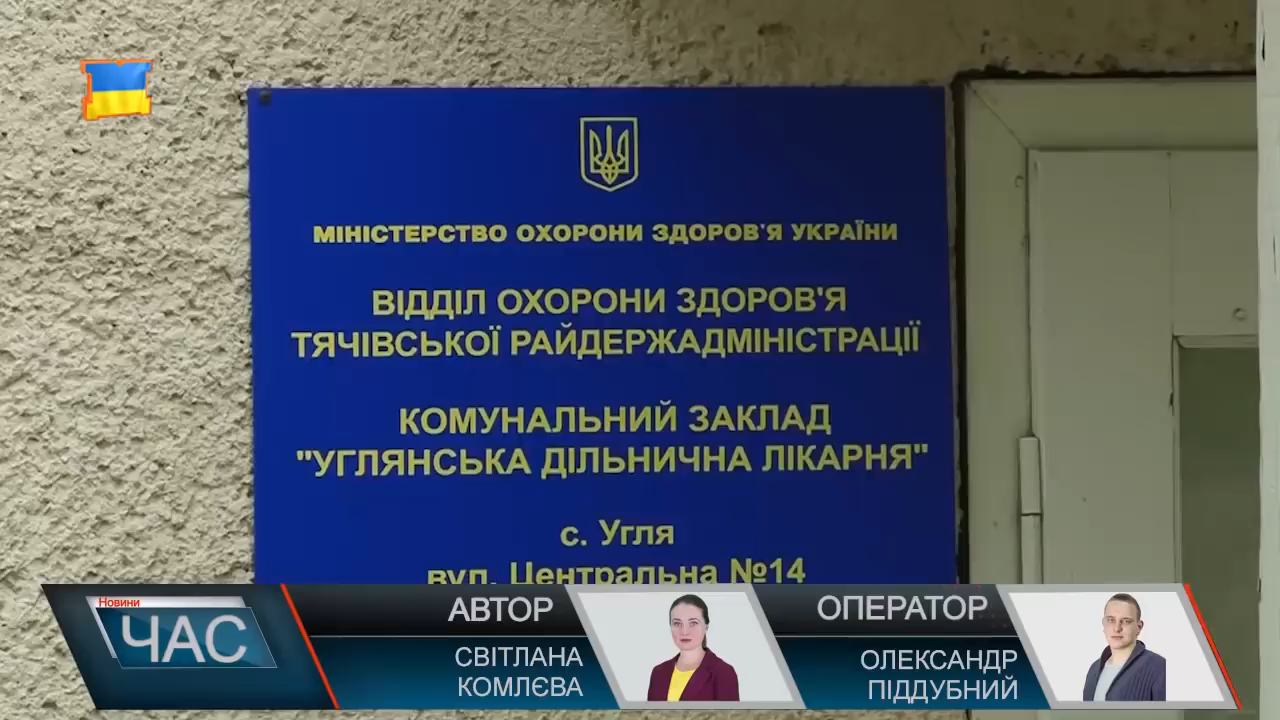 МІНІСТЕРСТВО ОХОРОНИ ЗДОРОВ'Я УКРАЇНИ
ВІДДІЛ ОХОРОНИ ЗДОРОВ'Я
ТЯЧІВСЬКОЇ РАЙДЕРЖАДМІНІСТРАЦІЇ
КОМУНАЛЬНИЙ ЗАКЛАД
"УГЛЯНСЬКА ДІЛЬНИЧНА ЛІКАРНЯ"
с. Угля
вул. Центральна №14
Новини
ЧАС
АВТОР
СВІТЛАНА
КОМЛЄВА
ОПЕРАТОР
ОЛЕКСАНДР
ПІДДУБНИЙ